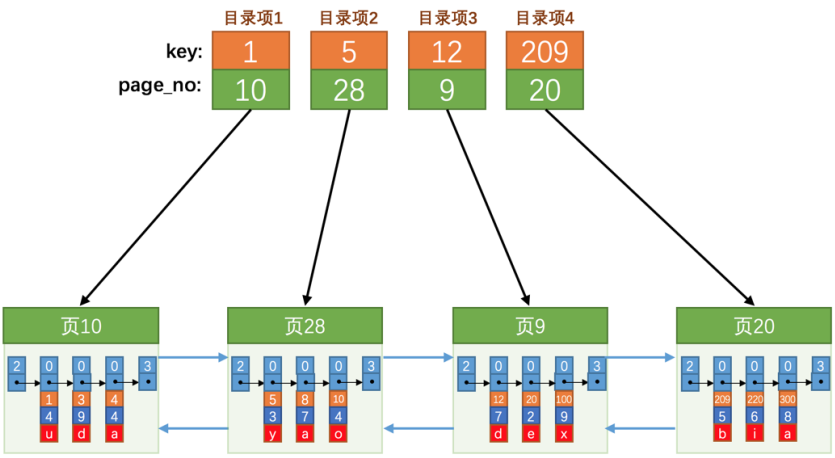 目录项1 目录项2 目录项3 目录项4
key: 1 5 12 209
page_no: 10 28 9 20
页10 页28 页9 页20
2 0 0 0 3 2 0 0 0 3 2 0 0 0 3 2 0 0 0 3
1 3 4 5 8 10 12 20 100 209 220 300
4 9 4 3 7 4 7 2 9 5 6 8
u d a y a o d e x b i a